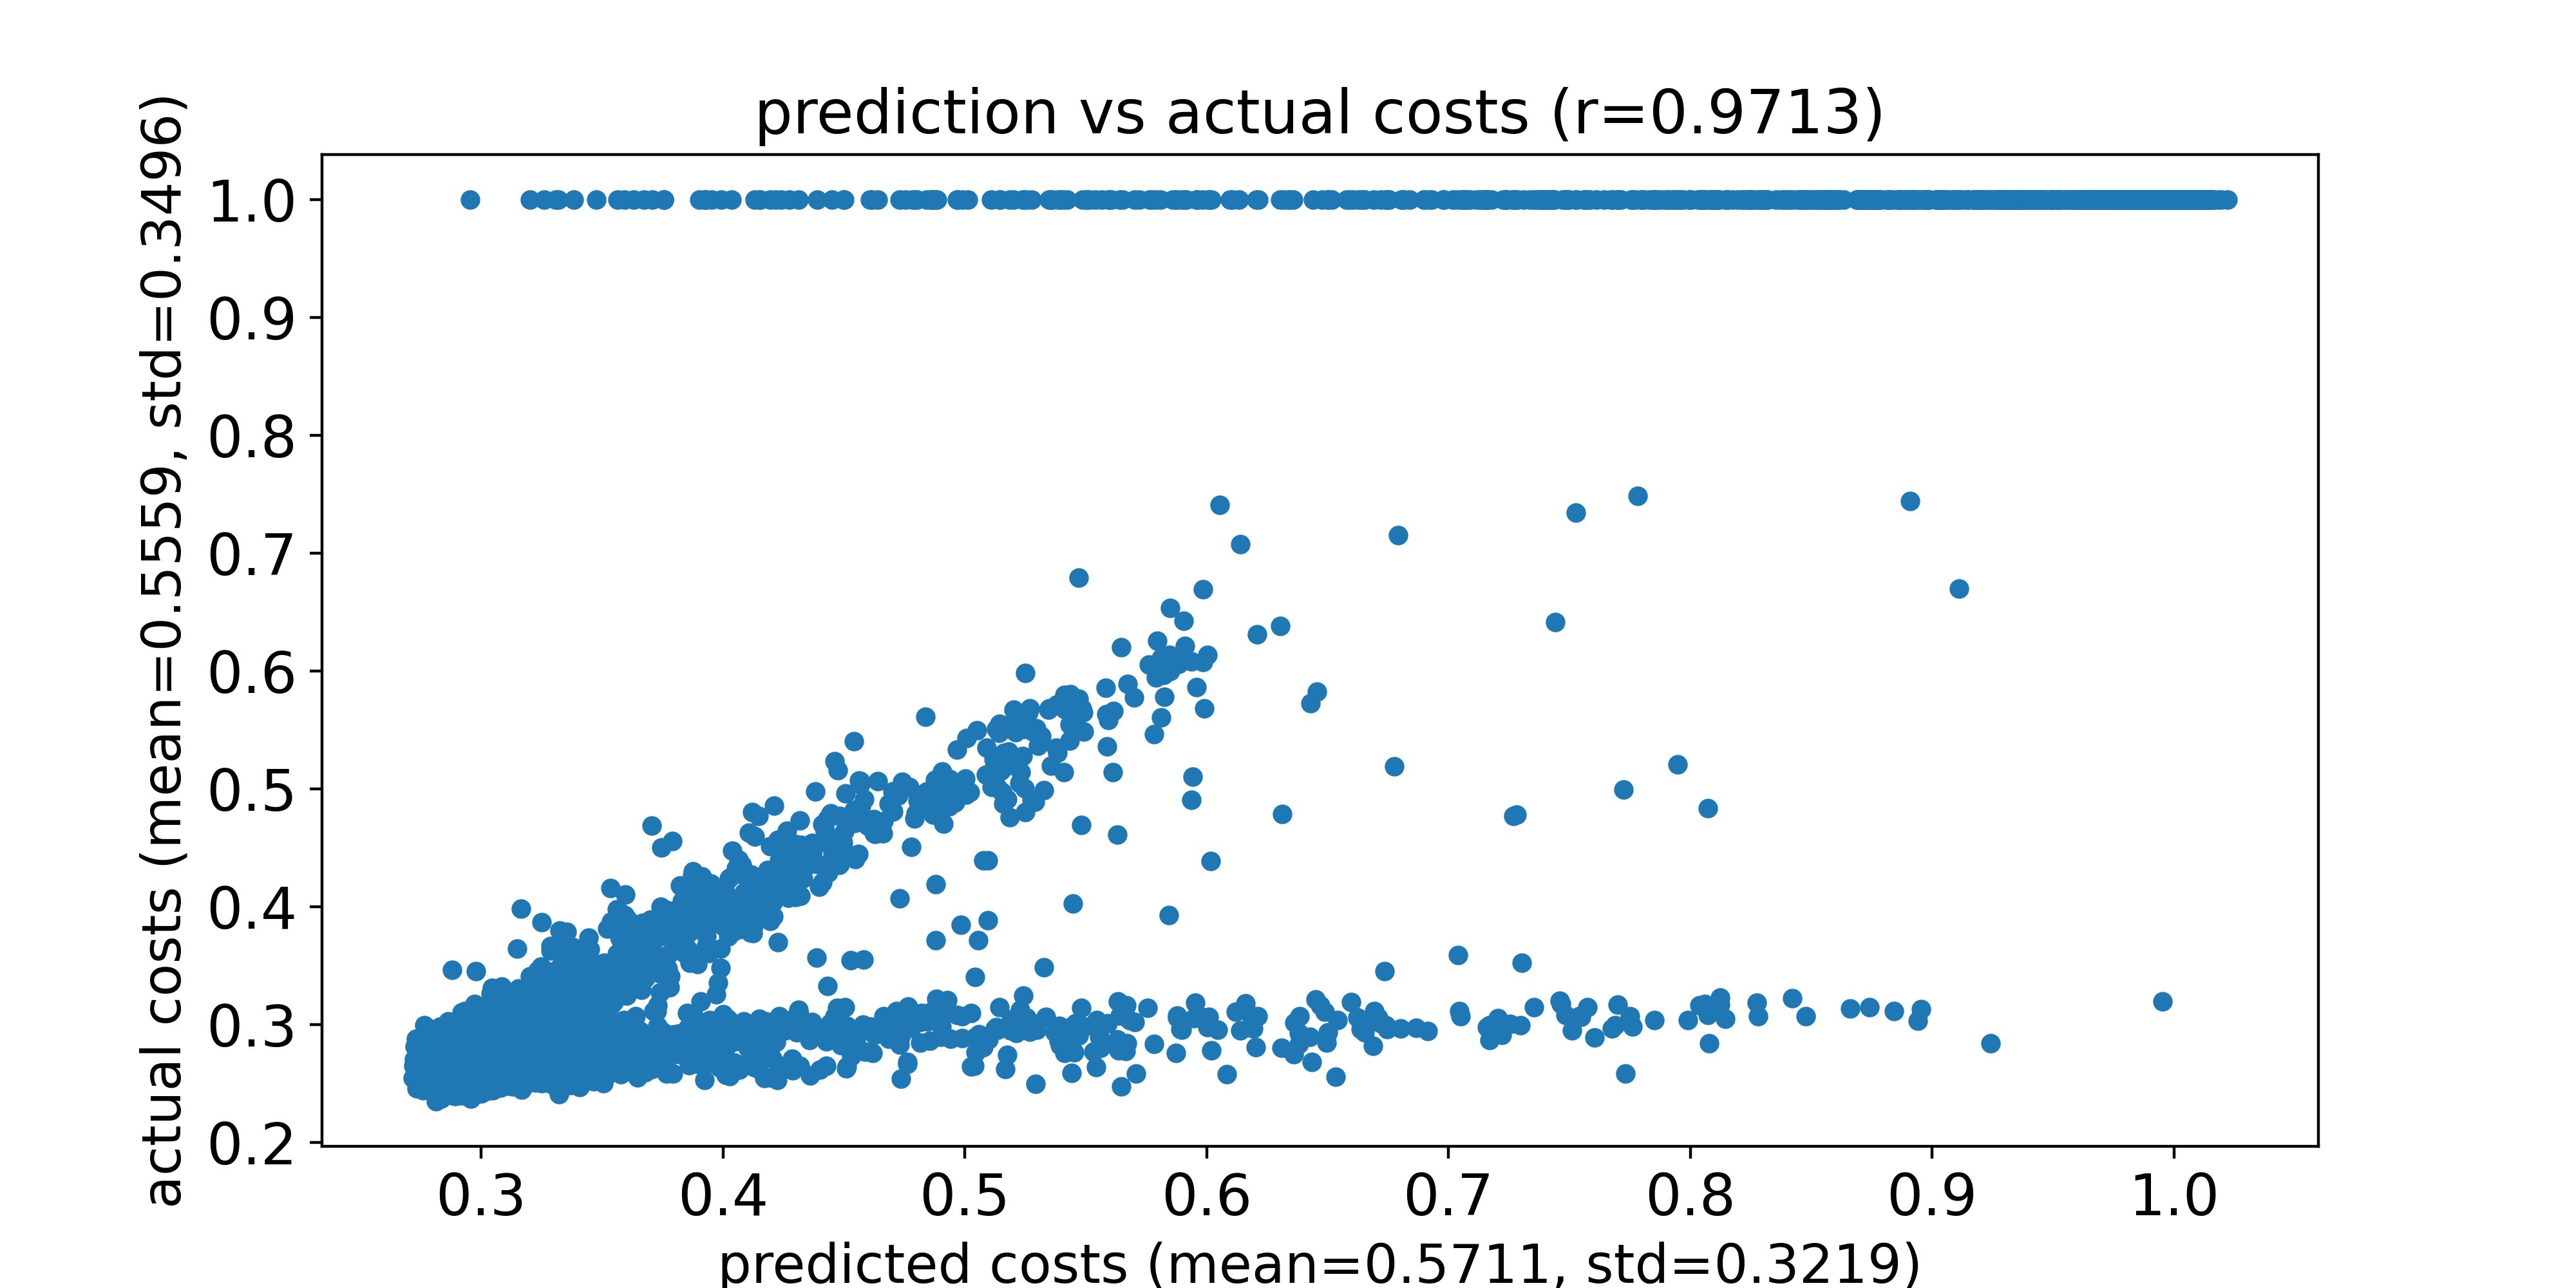 prediction vs actual costs (r=0.9713)
actual costs (mean=0.5559, std=0.3496)
1.0
0.9
0.8
0.7
0.6
0.5
0.4
0.3
0.2
0.3 0.4 0.5 0.6 0.7 0.8 0.9 1.0
predicted costs (mean=0.5711, std=0.3219)